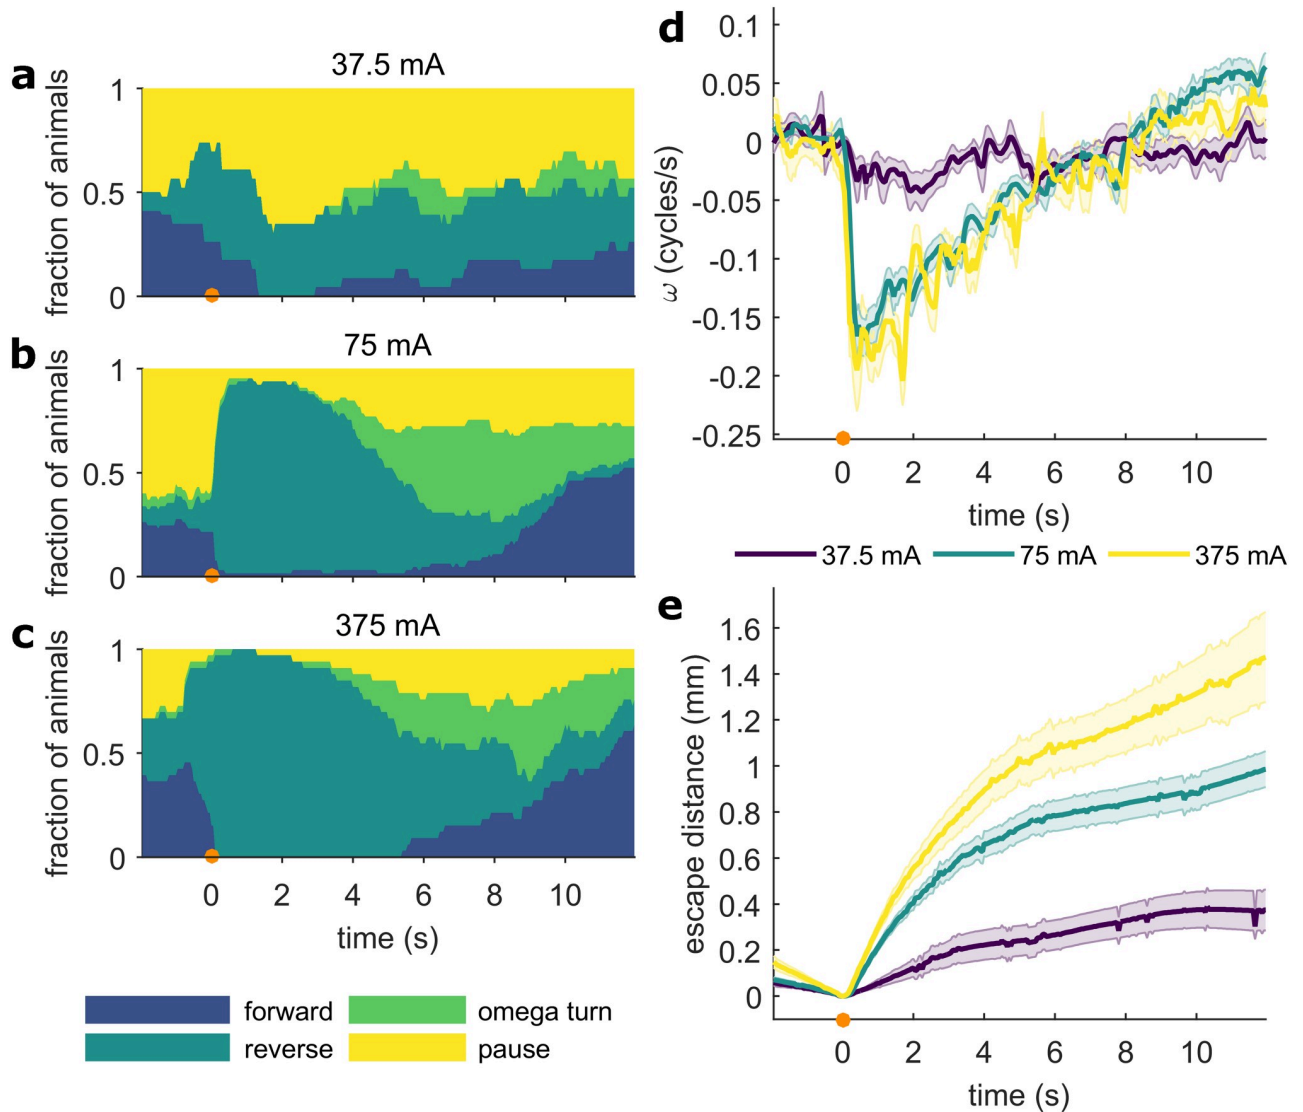 a
37.5 mA
fraction of animals
1
0.5
0
b
75 mA
fraction of animals
1
0.5
0
c
375 mA
fraction of animals
1
0.5
0
0 2 4 6 8 10
time (s)
forward omega turn
reverse pause
d
ω (cycles/s)
0.1
0.05
0
-0.05
-0.1
-0.15
-0.2
-0.25
0 2 4 6 8 10
time (s)
37.5 mA 75 mA 375 mA
e
escape distance (mm)
1.6
1.4
1.2
1
0.8
0.6
0.4
0.2
0
0 2 4 6 8 10
time (s)